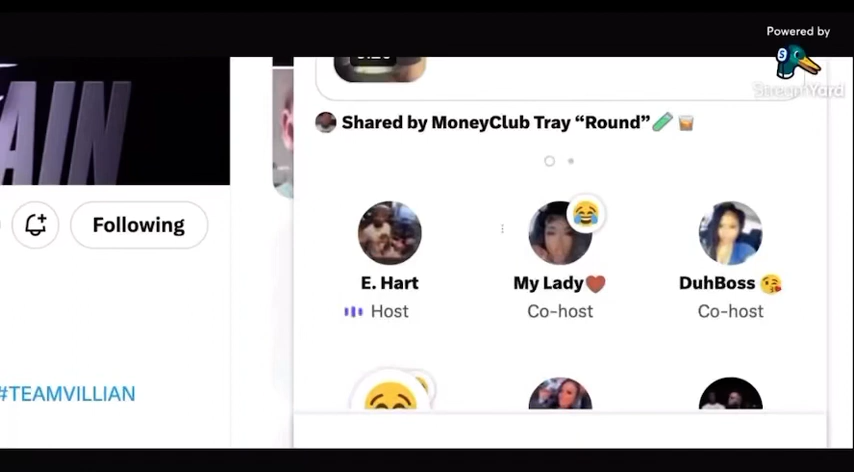 Powered by
StreamYard
AIN
Shared by MoneyClub Tray “Round”🧪🥃
Following
E. Hart
My Lady❤️
DuhBoss 😘
Host
Co-host
Co-host
#TEAMVILLIAN